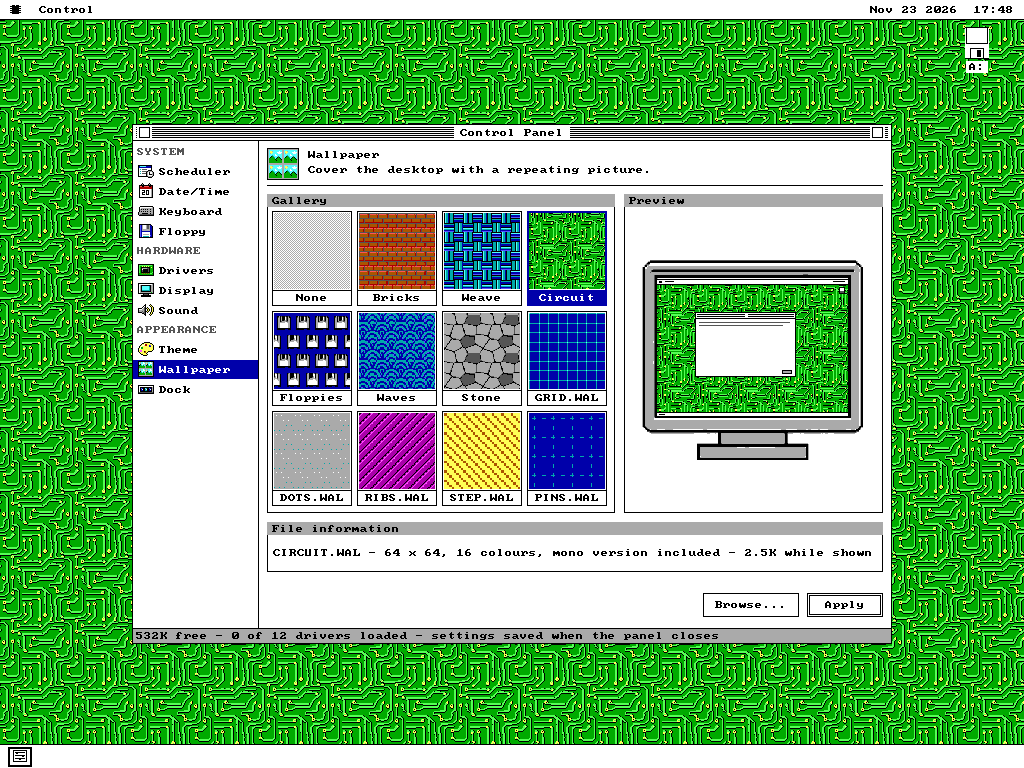 Control
Nov 23 2026 17:48
A:
Control Panel
SYSTEM
Scheduler
Date/Time
Keyboard
Floppy
HARDWARE
Drivers
Display
Sound
APPEARANCE
Theme
Wallpaper
Dock
Wallpaper
Cover the desktop with a repeating picture.
Gallery
None
Bricks
Weave
Circuit
Floppies
Waves
Stone
GRID.WAL
DOTS.WAL
RIBS.WAL
STEP.WAL
PINS.WAL
Preview
File information
CIRCUIT.WAL - 64 x 64, 16 colours, mono version included - 2.5K while shown
Browse...
Apply
532K free - 0 of 12 drivers loaded - settings saved when the panel closes